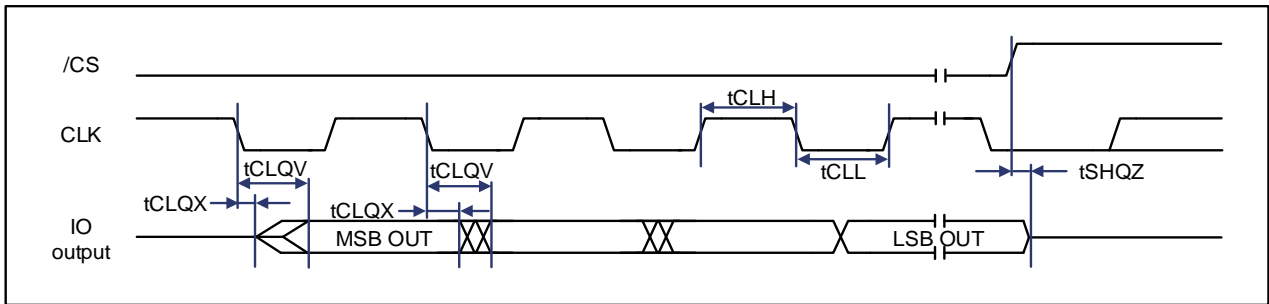 /CS
tCLH
CLK
tCLQV
tCLQV
tCLL
tSHQZ
tCLQX
tCLQX
IO
output
MSB OUT
LSB OUT